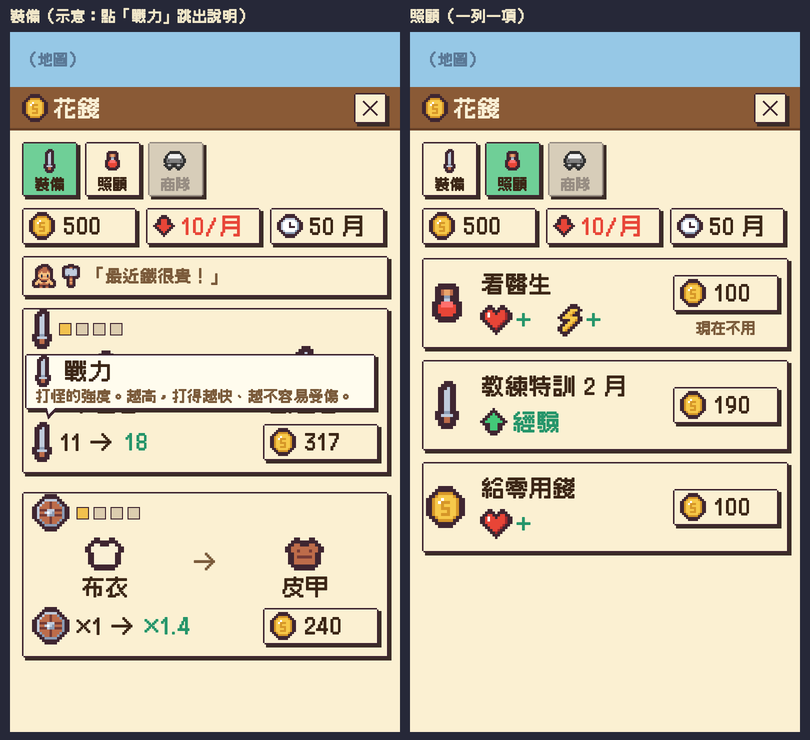 裝備（示意：點「戰力」跳出說明）
（地圖）
花錢
裝備
照顧
商隊
500
10/月
50 月
「最近鐵很貴！」
戰力
打怪的強度。越高，打得越快、越不容易受傷。
11 → 18
317
→
布衣
皮甲
×1 → ×1.4
240
照顧（一列一項）
（地圖）
花錢
裝備
照顧
商隊
500
10/月
50 月
看醫生
+
+
100
現在不用
教練特訓 2 月
經驗
190
給零用錢
+
100